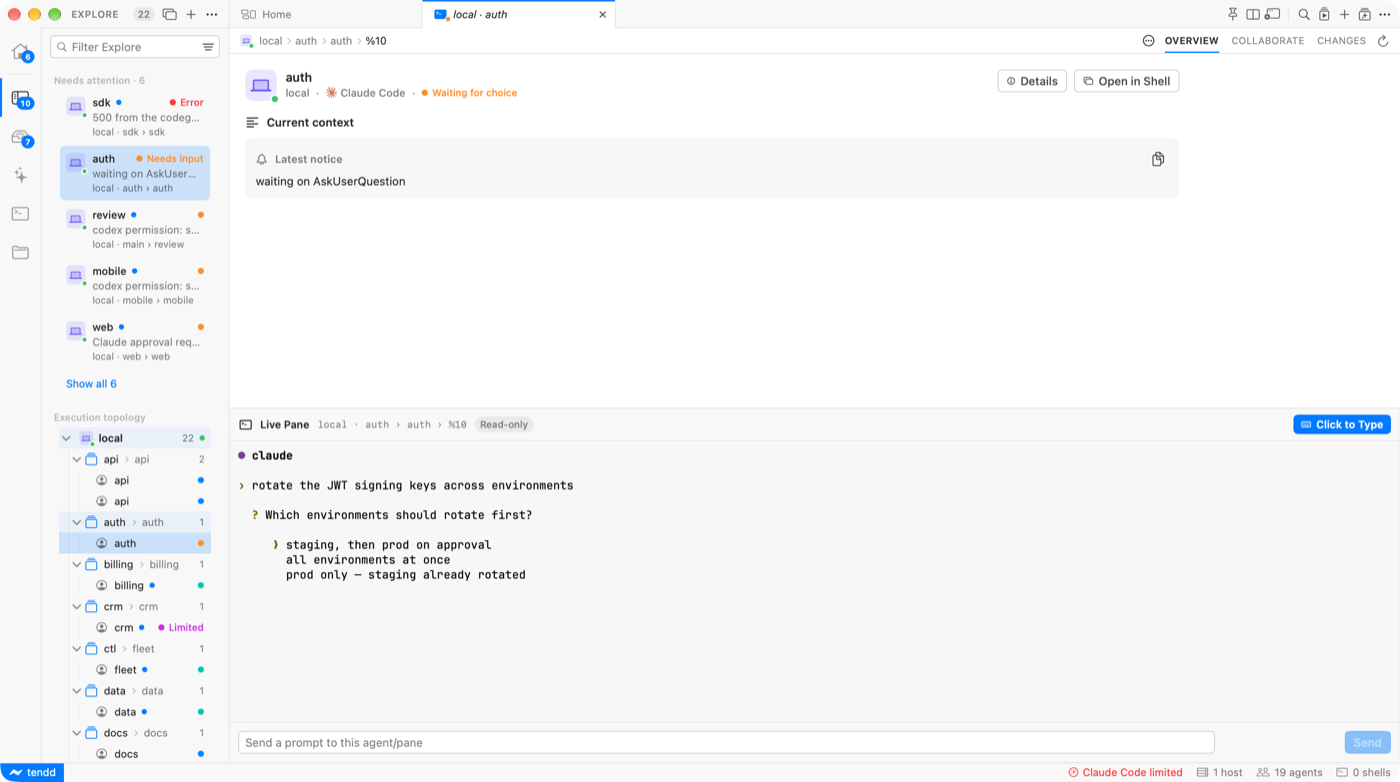 EXPLORE 22
Home
local · auth
6
10
7
Filter Explore
Needs attention · 6
sdk Error
500 from the codeg...
local · sdk › sdk
auth Needs input
waiting on AskUser...
local · auth › auth
review
codex permission: s...
local · main › review
mobile
codex permission: s...
local · mobile › mobile
web
Claude approval req...
local · web › web
Show all 6
Execution topology
local 22
api › api 2
api
api
auth › auth 1
auth
billing › billing 1
billing
crm › crm 1
crm Limited
ctl › fleet 1
fleet
data › data 1
data
docs › docs 1
docs
local › auth › auth › %10
OVERVIEW COLLABORATE CHANGES
auth
local · Claude Code · Waiting for choice
Details Open in Shell
Current context
Latest notice
waiting on AskUserQuestion
Live Pane local · auth › auth › %10 Read-only
Click to Type
claude
› rotate the JWT signing keys across environments
? Which environments should rotate first?
❯ staging, then prod on approval
all environments at once
prod only — staging already rotated
Send a prompt to this agent/pane
Send
tendd
Claude Code limited 1 host 19 agents 0 shells